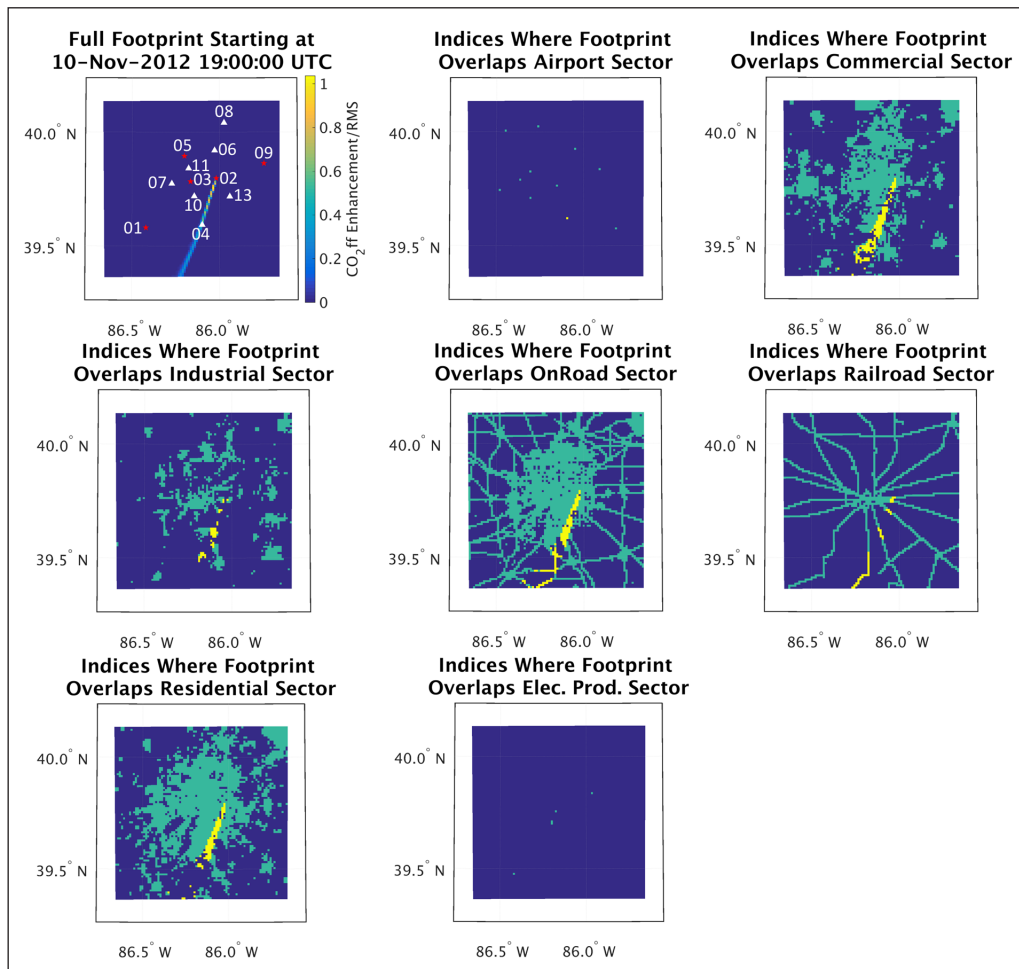 Full Footprint Starting at
10-Nov-2012 19:00:00 UTC
40.0° N
39.5° N
86.5° W 86.0° W
08
05
06
11
09
07
03
02
10
13
01
04
1
0.8
0.6
0.4
0.2
0
CO2ff Enhancement/RMS
Indices Where Footprint
Overlaps Airport Sector
40.0° N
39.5° N
86.5° W 86.0° W
Indices Where Footprint
Overlaps Commercial Sector
40.0° N
39.5° N
86.5° W 86.0° W
Indices Where Footprint
Overlaps Industrial Sector
40.0° N
39.5° N
86.5° W 86.0° W
Indices Where Footprint
Overlaps OnRoad Sector
40.0° N
39.5° N
86.5° W 86.0° W
Indices Where Footprint
Overlaps Railroad Sector
40.0° N
39.5° N
86.5° W 86.0° W
Indices Where Footprint
Overlaps Residential Sector
40.0° N
39.5° N
86.5° W 86.0° W
Indices Where Footprint
Overlaps Elec. Prod. Sector
40.0° N
39.5° N
86.5° W 86.0° W